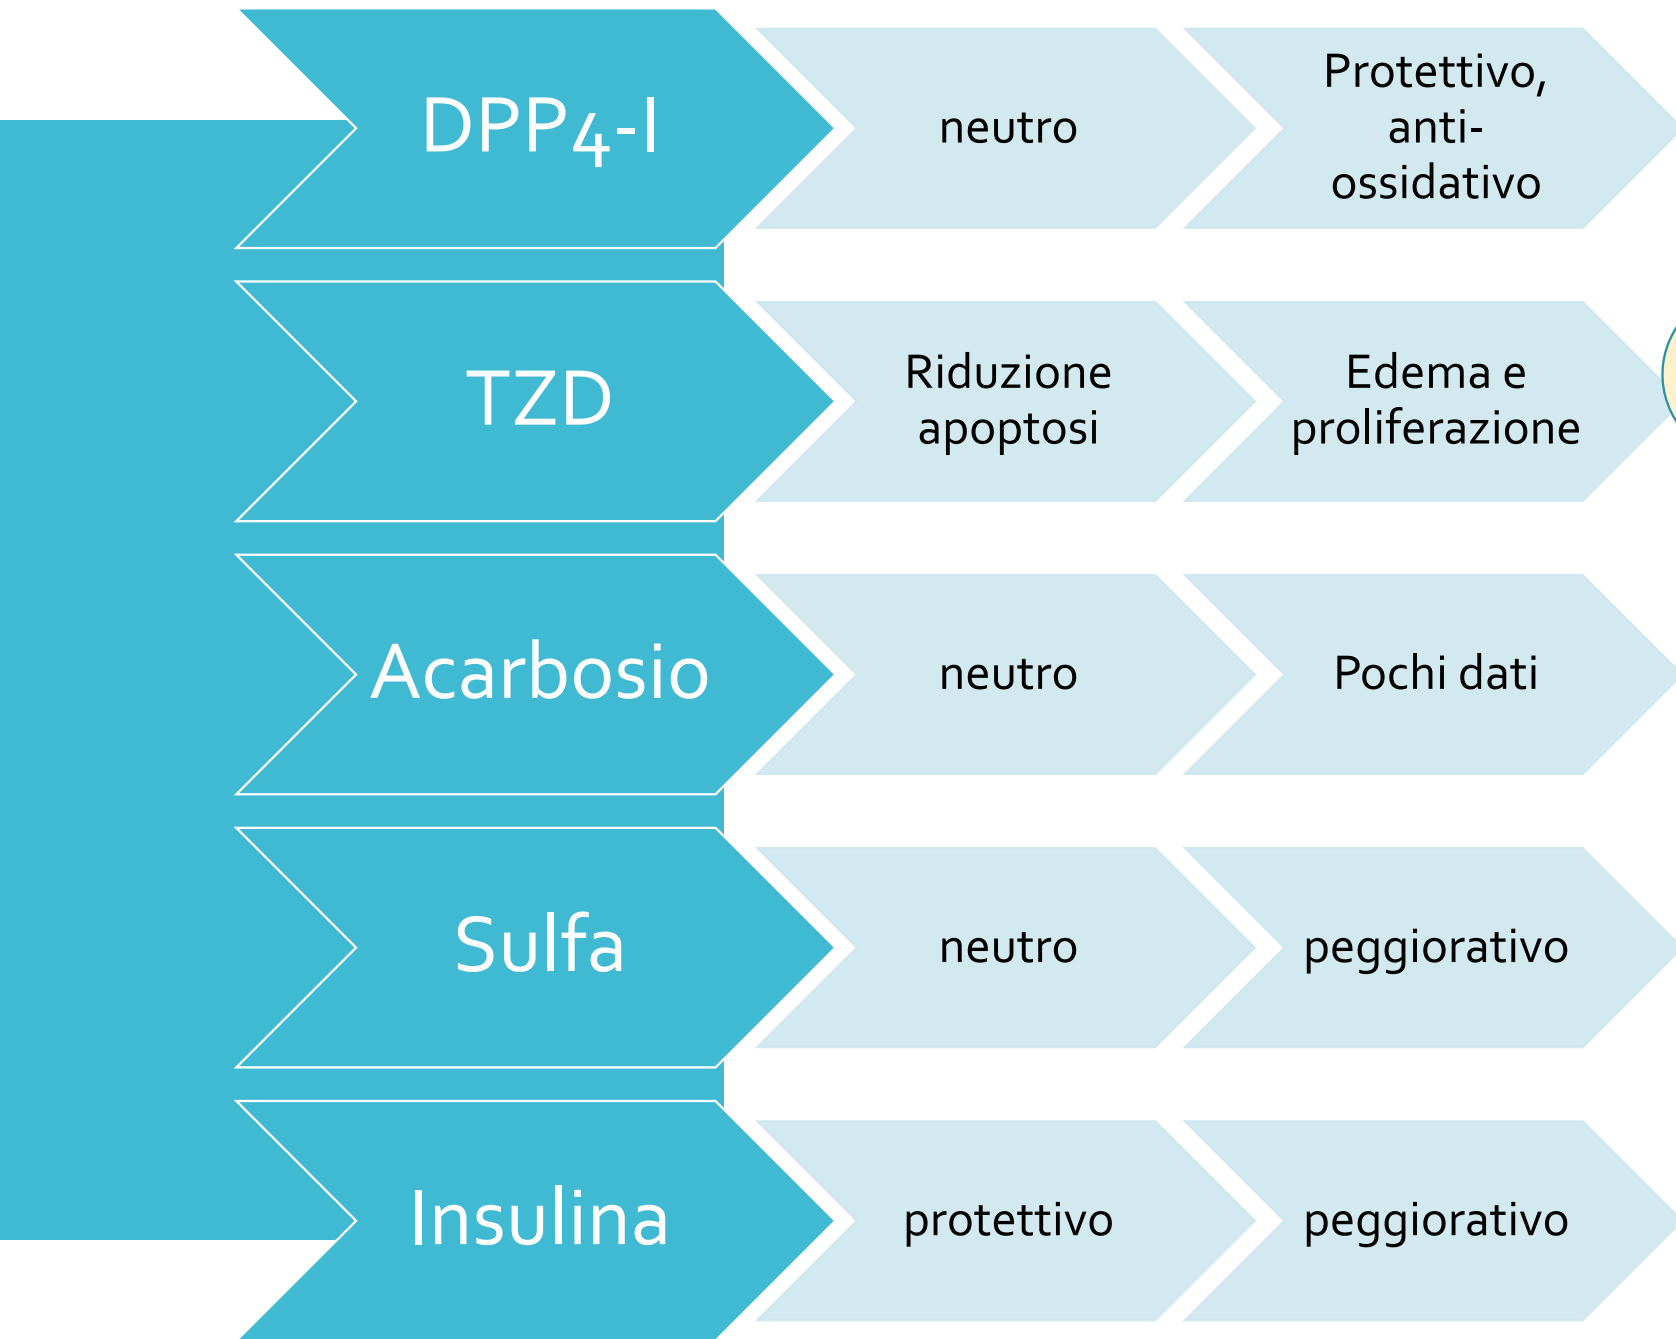 DPP4-I
neutro
Protettivo,
anti-
ossidativo
TZD
Riduzione
apoptosi
Edema e
proliferazione
Acarbosio
neutro
Pochi dati
Sulfa
neutro
peggiorativo
Insulina
protettivo
peggiorativo